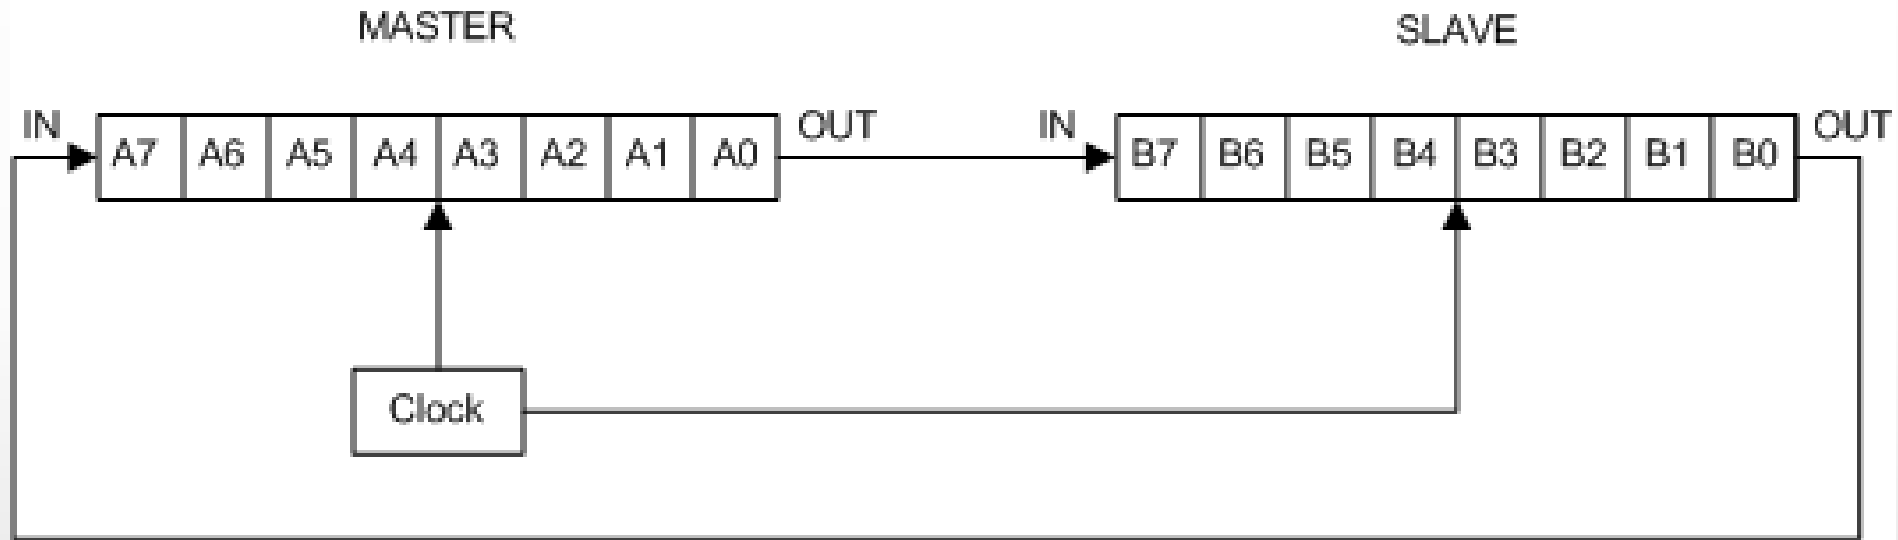 MASTER SLAVE
IN OUT IN OUT
A7 A6 A5 A4 A3 A2 A1 A0 B7 B6 B5 B4 B3 B2 B1 B0
Clock